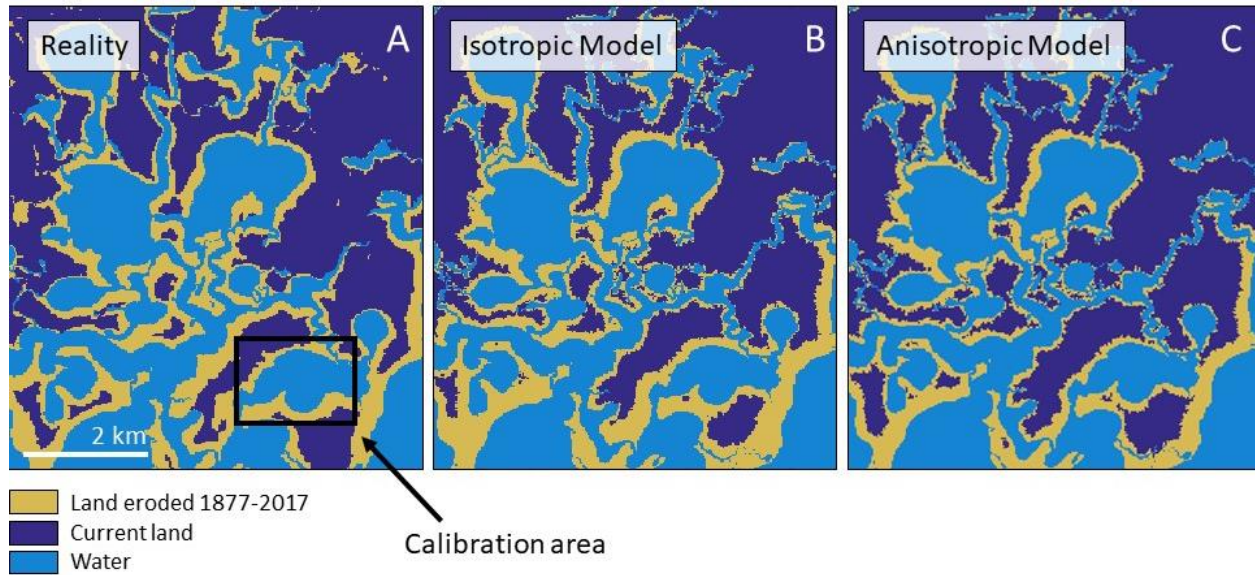 Reality
A
Isotropic Model
B
Anisotropic Model
C
2 km
Land eroded 1877-2017
Current land
Water
Calibration area